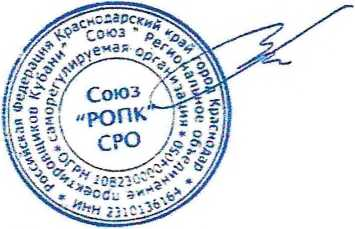 Российская Федерация Краснодарский край город Краснодар
* ИНН 2310136164 *
Союз " Региональное объединение проектировщиков Кубани"
саморегулируемая организация
* ОГРН
Союз
"РОПК"
СРО